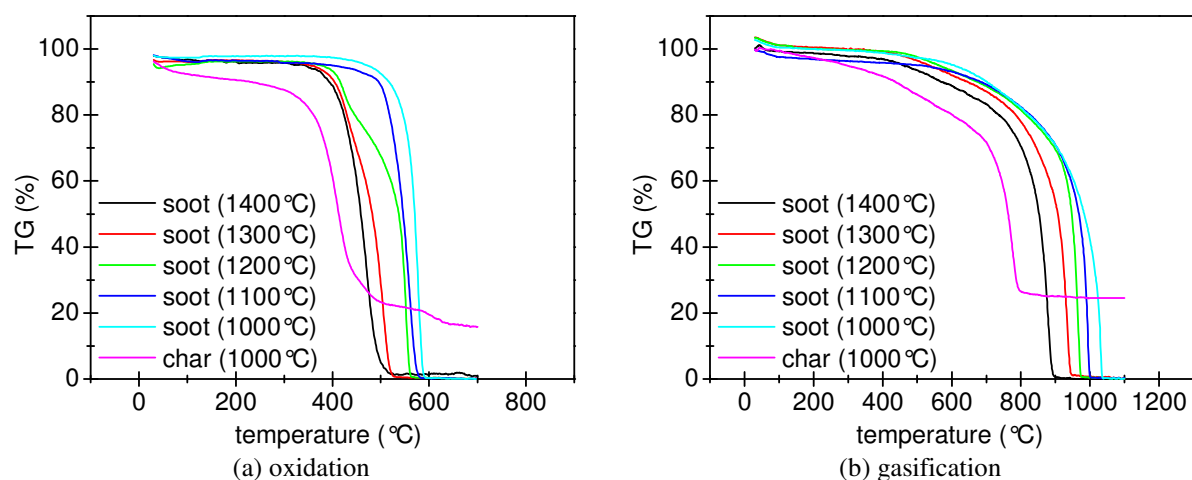 100
80
60
40
20
0
TG (%)
soot (1400°C)
soot (1300°C)
soot (1200°C)
soot (1100°C)
soot (1000°C)
char (1000°C)
0 200 400 600 800
temperature (°C)
(a) oxidation
100
80
60
40
20
0
TG (%)
soot (1400°C)
soot (1300°C)
soot (1200°C)
soot (1100°C)
soot (1000°C)
char (1000°C)
0 200 400 600 800 1000 1200
temperature (°C)
(b) gasification